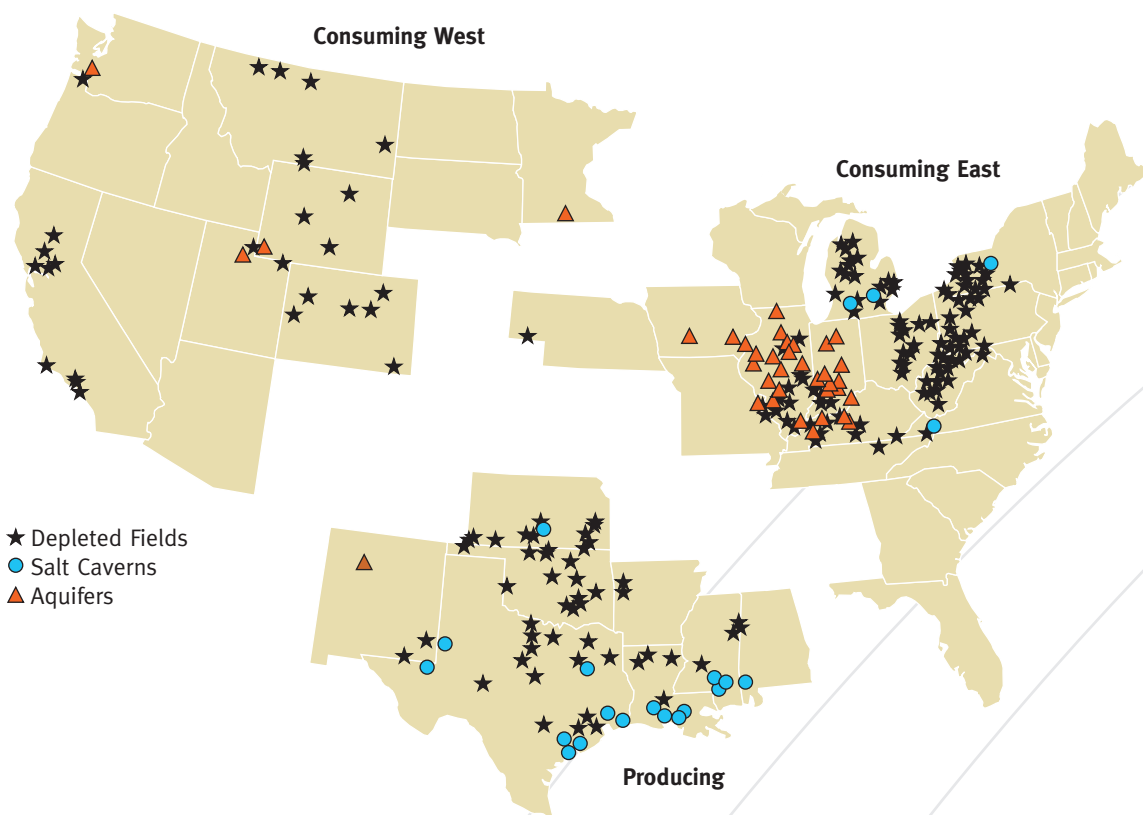 Consuming West
Consuming East
Depleted Fields
Salt Caverns
Aquifers
Producing